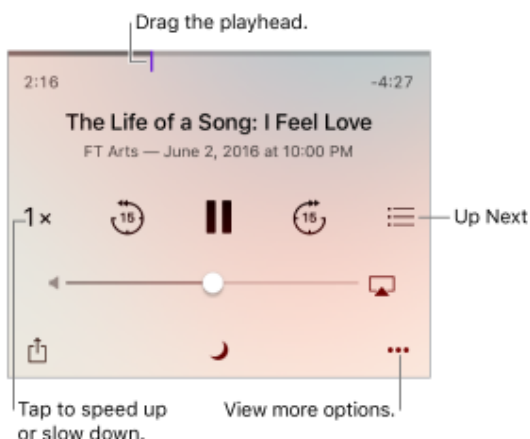 Drag the playhead.
2:16 -4:27
The Life of a Song: I Feel Love
FT Arts — June 2, 2016 at 10:00 PM
1× 15 15 Up Next
Tap to speed up View more options.
or slow down.